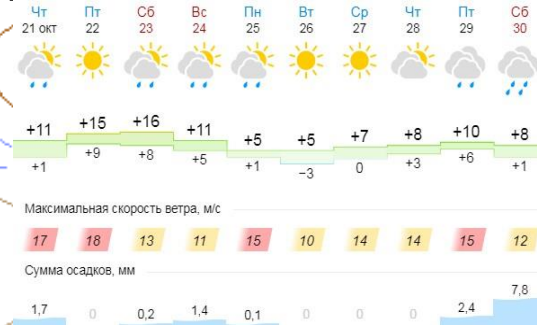 Чт Пт Сб Вс Пн Вт Ср Чт Пт Сб
21 окт 22 23 24 25 26 27 28 29 30
+11 +15 +16 +11 +5 +5 +7 +8 +10 +8
+1 +9 +8 +5 +1 −3 0 +3 +6 +1
Максимальная скорость ветра, м/с
17 18 13 11 15 10 14 14 15 12
Сумма осадков, мм
1,7 0 0,2 1,4 0,1 0 0 0 2,4 7,8